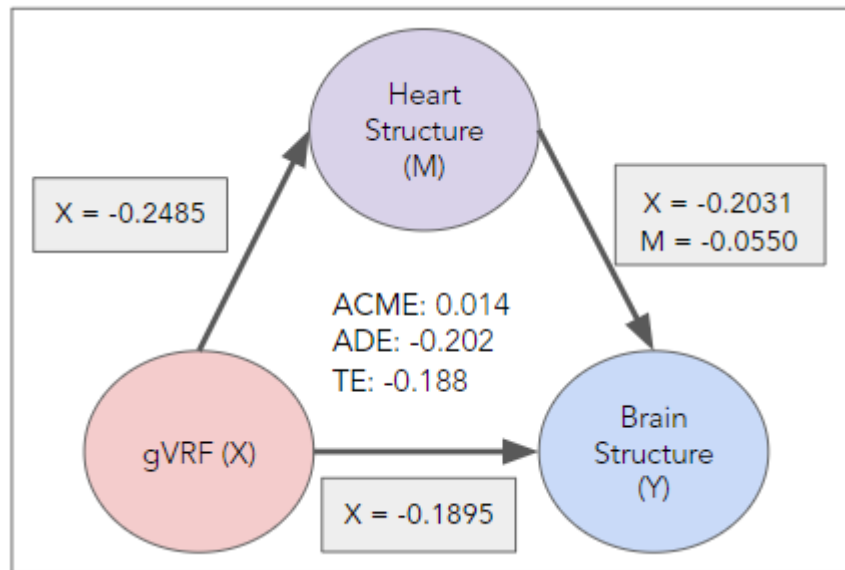 Heart
Structure
(M)
X = -0.2485
X = -0.2031
M = -0.0550
ACME: 0.014
ADE: -0.202
TE: -0.188
gVRF (X)
Brain
Structure
(Y)
X = -0.1895